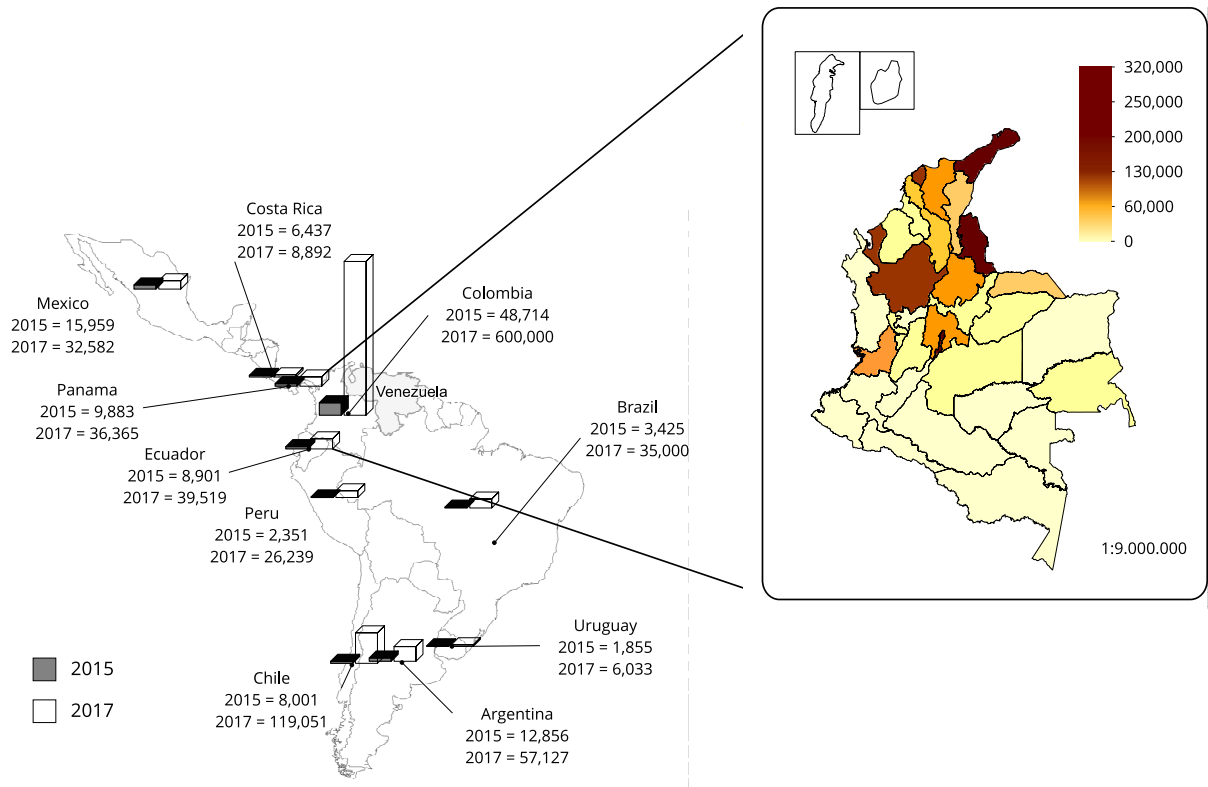 Costa Rica
2015 = 6,437
2017 = 8,892
Mexico
2015 = 15,959
2017 = 32,582
Colombia
2015 = 48,714
2017 = 600,000
Panama
2015 = 9,883
2017 = 36,365
Venezuela
Brazil
2015 = 3,425
2017 = 35,000
Ecuador
2015 = 8,901
2017 = 39,519
Peru
2015 = 2,351
2017 = 26,239
Uruguay
2015 = 1,855
2017 = 6,033
Chile
2015 = 8,001
2017 = 119,051
Argentina
2015 = 12,856
2017 = 57,127
2015
2017
320,000
250,000
200,000
130,000
60,000
0
1:9.000.000